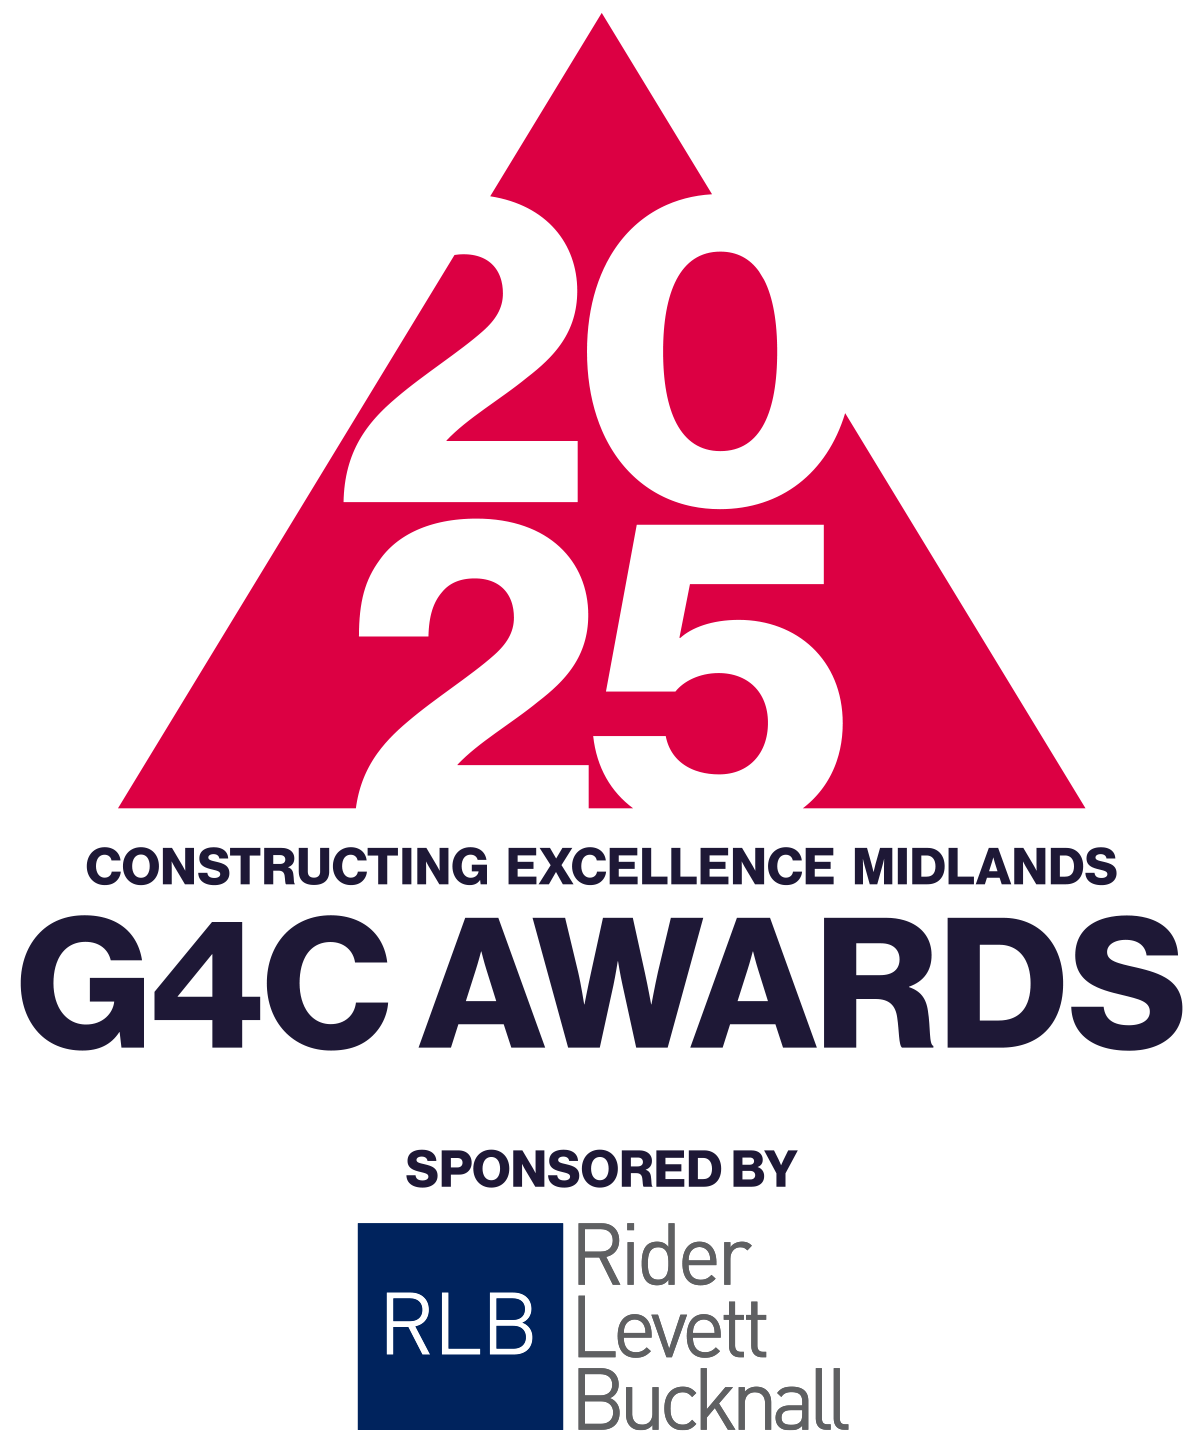 20
25
CONSTRUCTING EXCELLENCE MIDLANDS
G4C AWARDS
SPONSORED BY
RLB
Rider
Levett
Bucknall